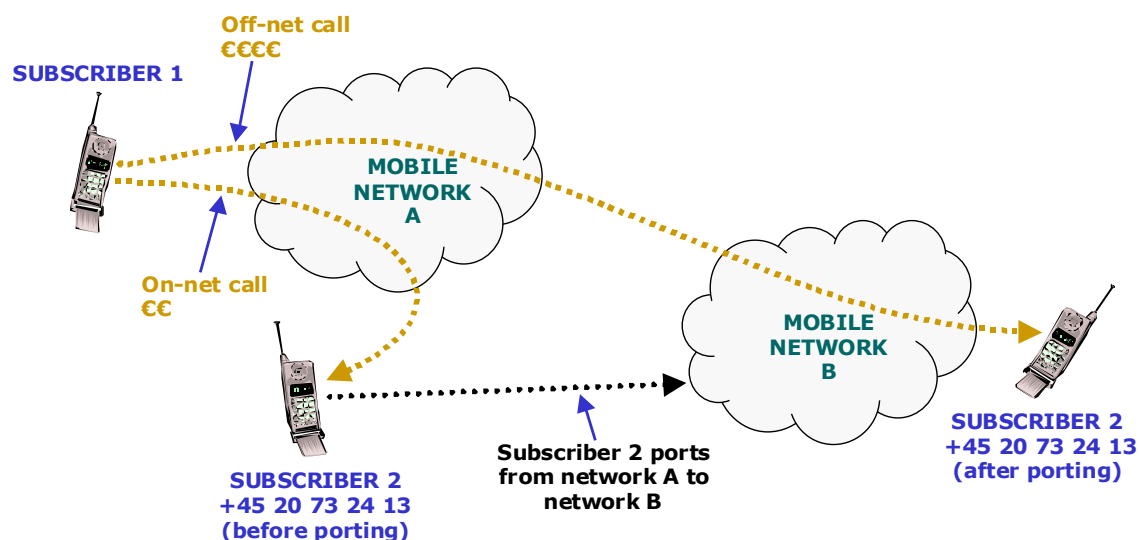 Off-net call
€€€€
SUBSCRIBER 1
MOBILE
NETWORK
A
On-net call
€€
MOBILE
NETWORK
B
SUBSCRIBER 2
+45 20 73 24 13
(after porting)
Subscriber 2 ports
from network A to
network B
SUBSCRIBER 2
+45 20 73 24 13
(before porting)